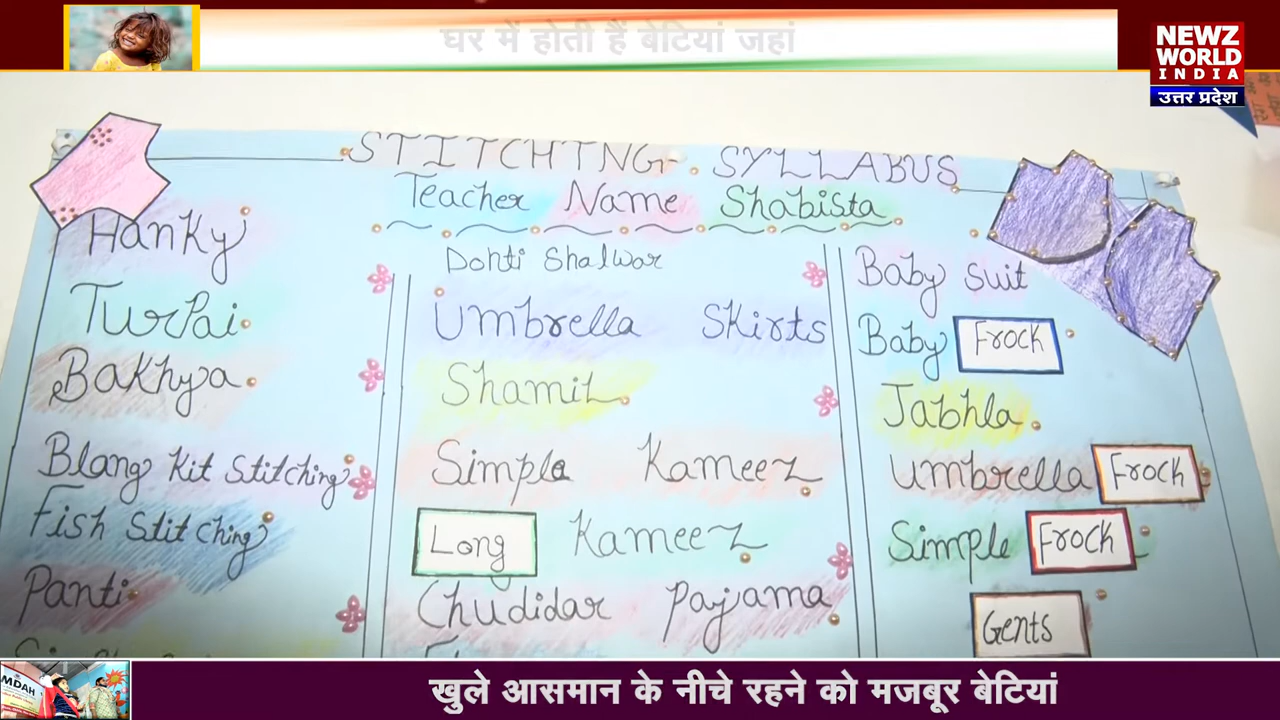 घर में होती हैं बेटियां जहां
NEWZ
WORLD
INDIA
उत्तर प्रदेश
STITCHING SYLLABUS
Teacher Name Shabista
Hanky
Turpai
Bakhya
Blang Kit Stitching
Fish Stitching
Panti
Dohti Shalwar
Umbrella Skirts
Shamil
Simple Kameez
Long Kameez
Chudidar Pajama
Baby Suit
Baby Frock
Jabhla
Umbrella Frock
Simple Frock
Gents
MDAH
खुले आसमान के नीचे रहने को मजबूर बेटियां